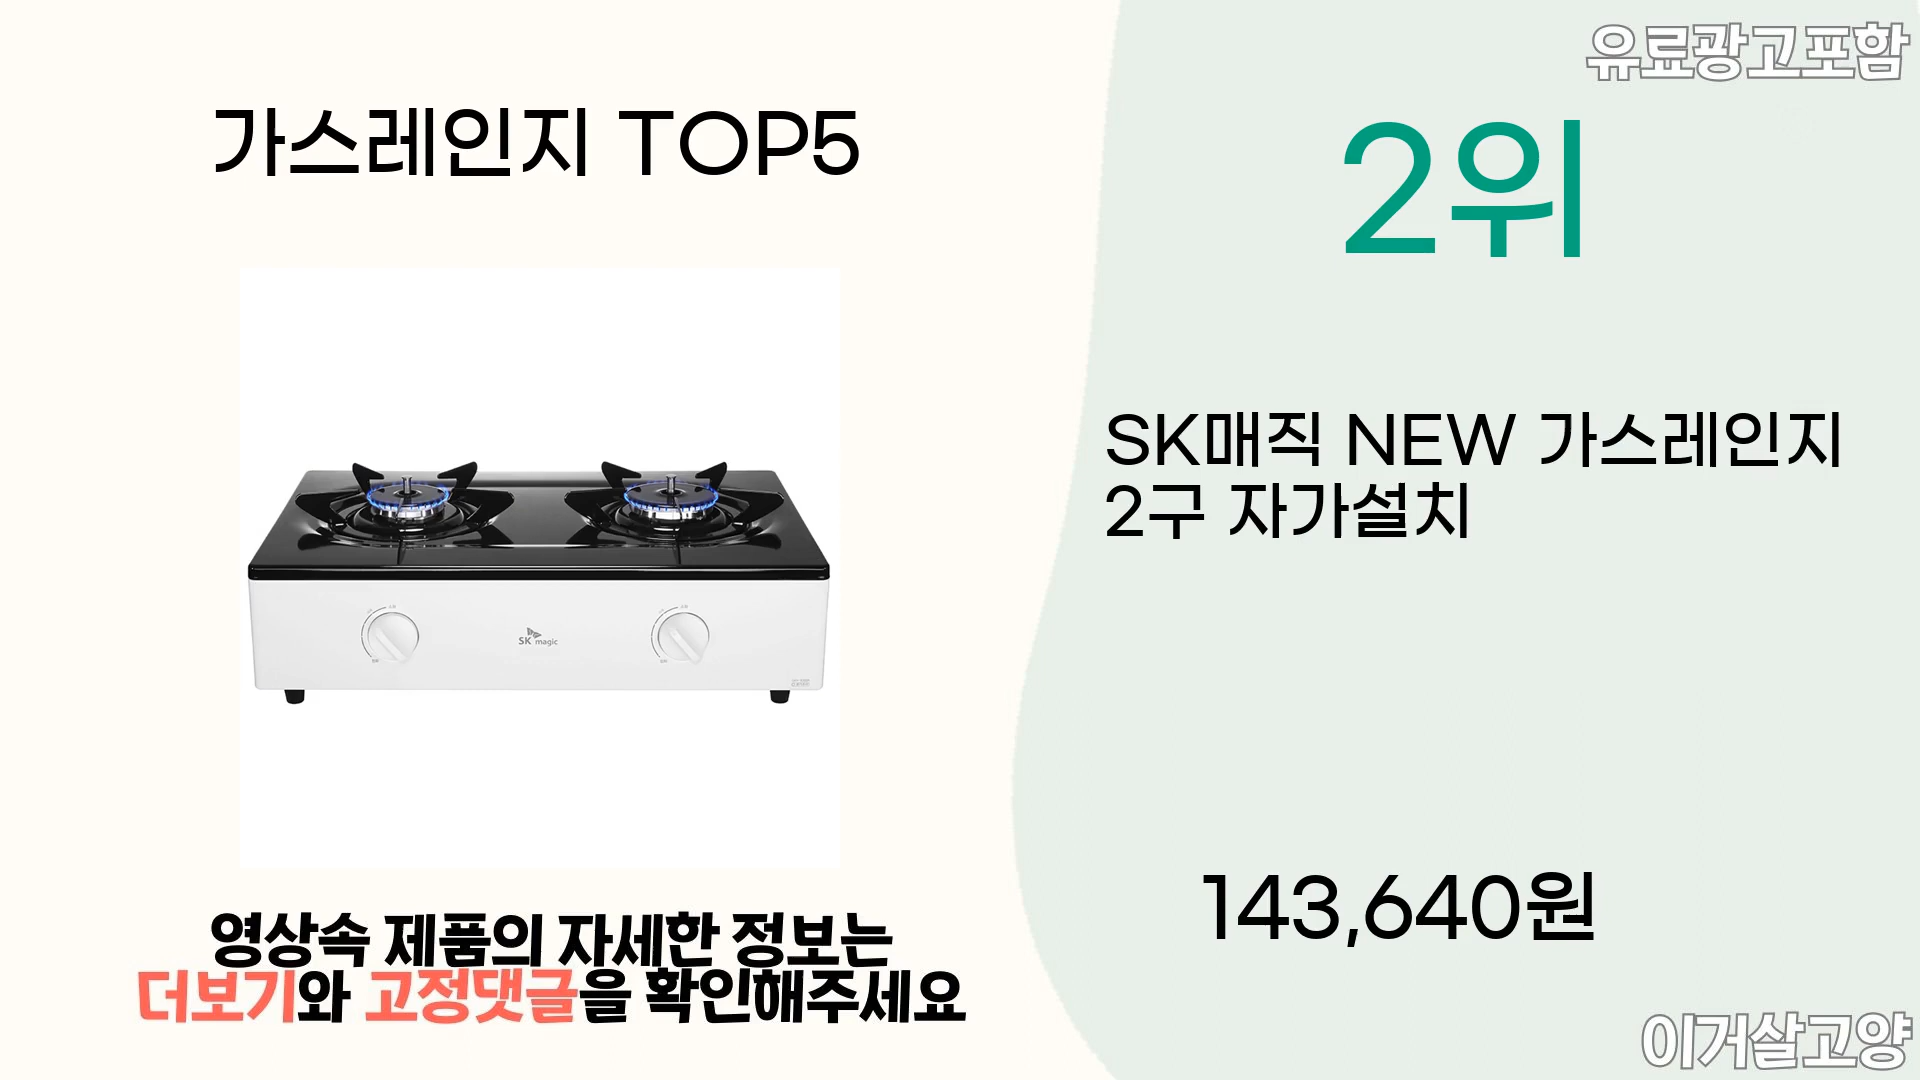 유료광고포함
가스레인지 TOP5
2위
SK매직 NEW 가스레인지
2구 자가설치
SK magic
143,640원
영상속 제품의 자세한 정보는
더보기와 고정댓글을 확인해주세요
이거살고양